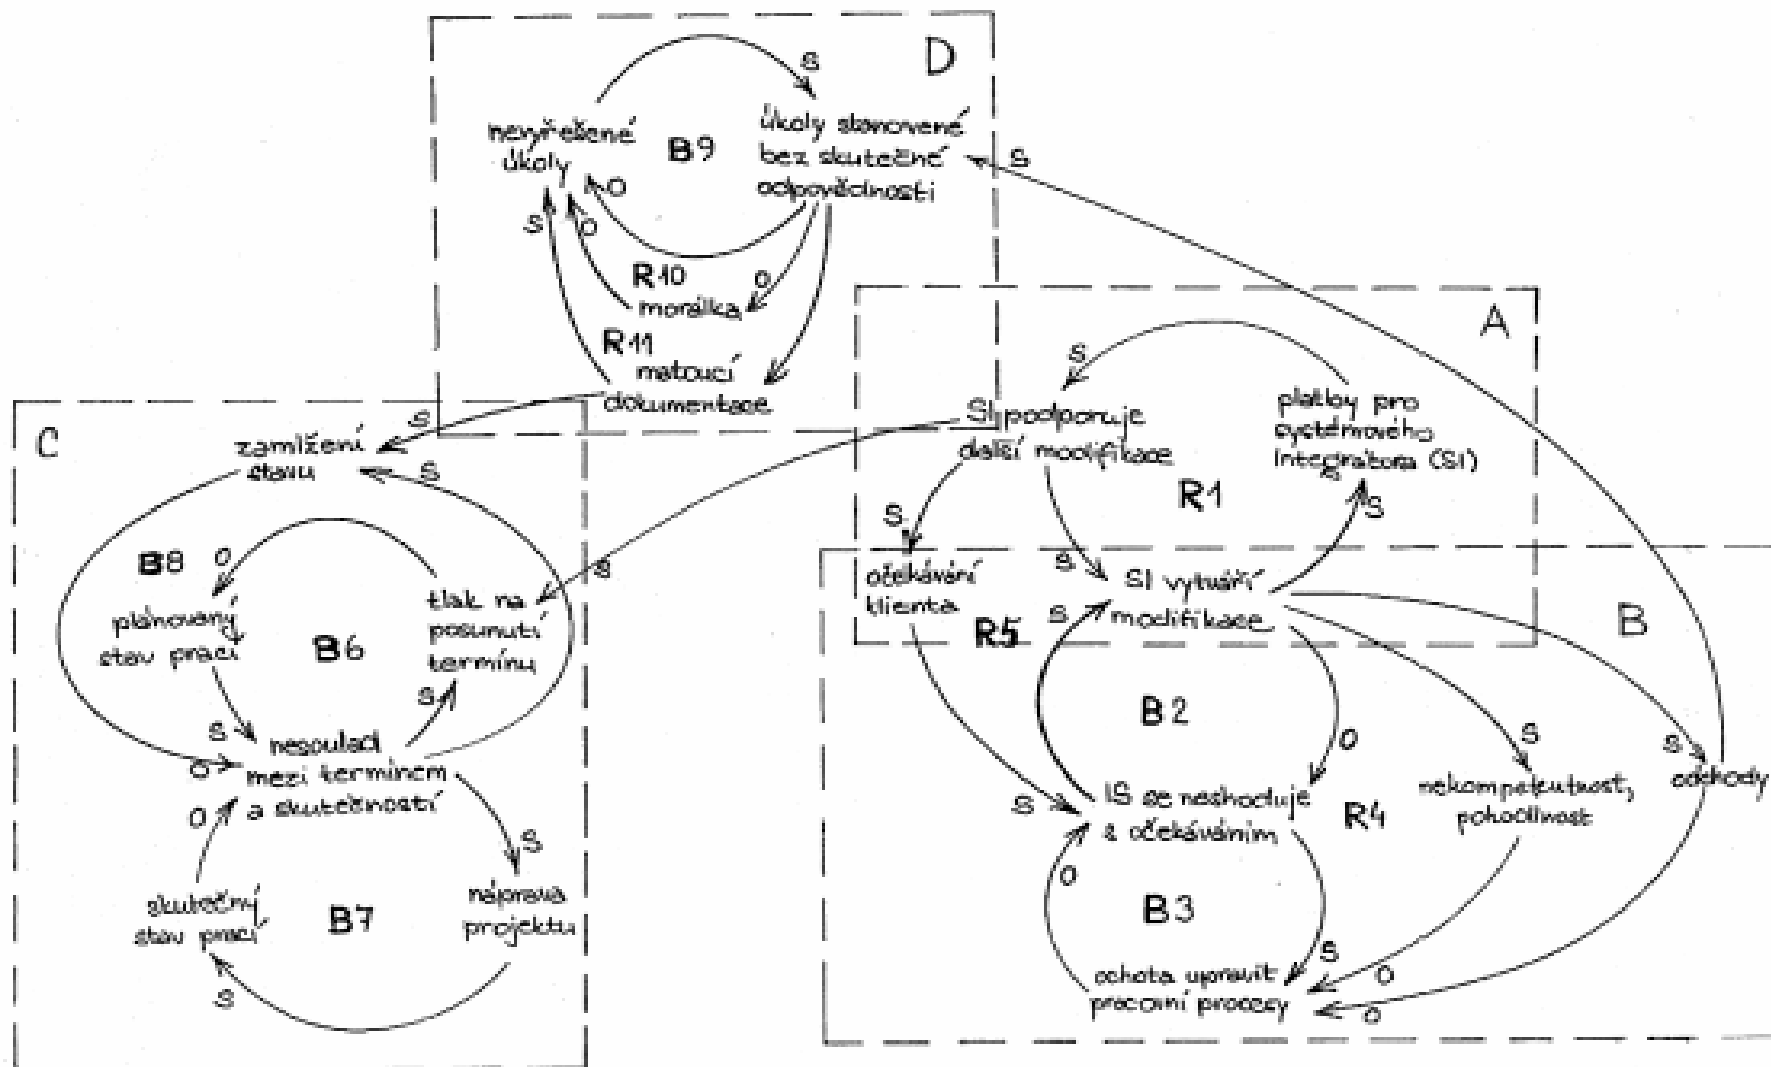 D
S
nevyřešené
úkoly
B9
úkoly stanovené
bez skutečné
odpovědnosti
S
O
S
O
R10
O
morálka
R11
matoucí
dokumentace
S
A
S
SI podporuje
další modifikace
platby pro
systémového
integrátora (SI)
R1
S
S
S
C
zamlžení
stavu
S
B8
O
plánovaný
stav prací
B6
tlak na
posunutí
termínu
S
S
S
nesoulad
mezi termínem
a skutečností
O
O
S
skutečný
stav prací
B7
náprava
projektu
S
B
očekávání
klienta
R5
S
SI vytváří
modifikace
B2
O
S
S
S
IS se neshoduje
s očekáváním
R4
nekompetentnost,
pohodlnost
odchody
O
B3
S
ochota upravit
pracovní procesy
O
O